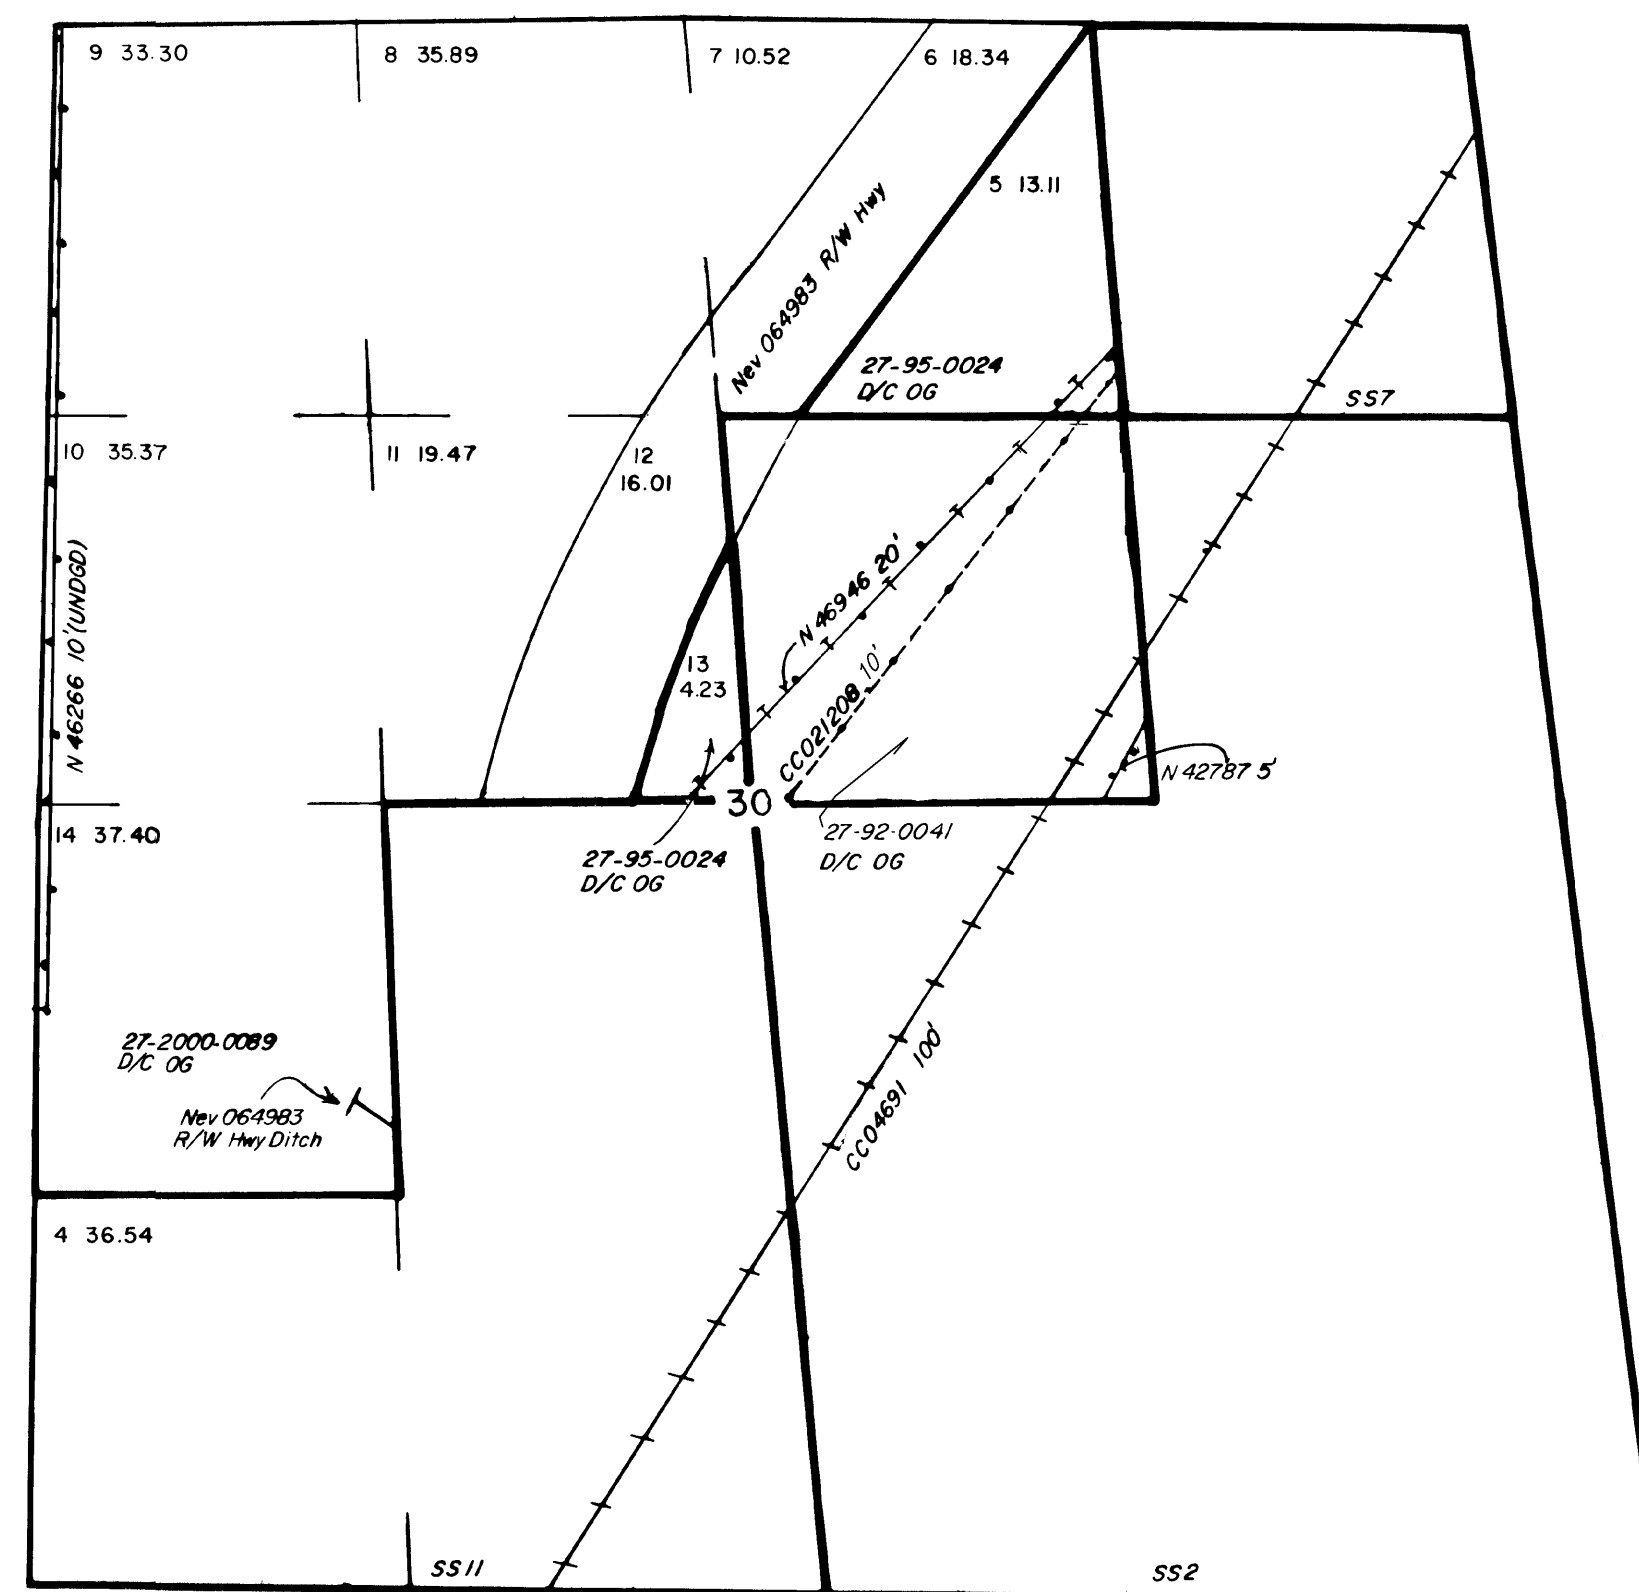 9 33.30
8 35.89
7 10.52
6 18.34
5 13.11
Nev 064983 R/W Hwy
27-95-0024
D/C OG
SS7
10 35.37
11 19.47
12
16.01
N 46266 10'(UNDGD)
N 46946 20'
13
4.23
CC021208 10'
N 42787 5'
30
14 37.40
27-95-0024
D/C OG
27-92-0041
D/C OG
27-2000-0089
D/C OG
Nev 064983
R/W Hwy Ditch
CC04691 100'
4 36.54
SS11
SS2